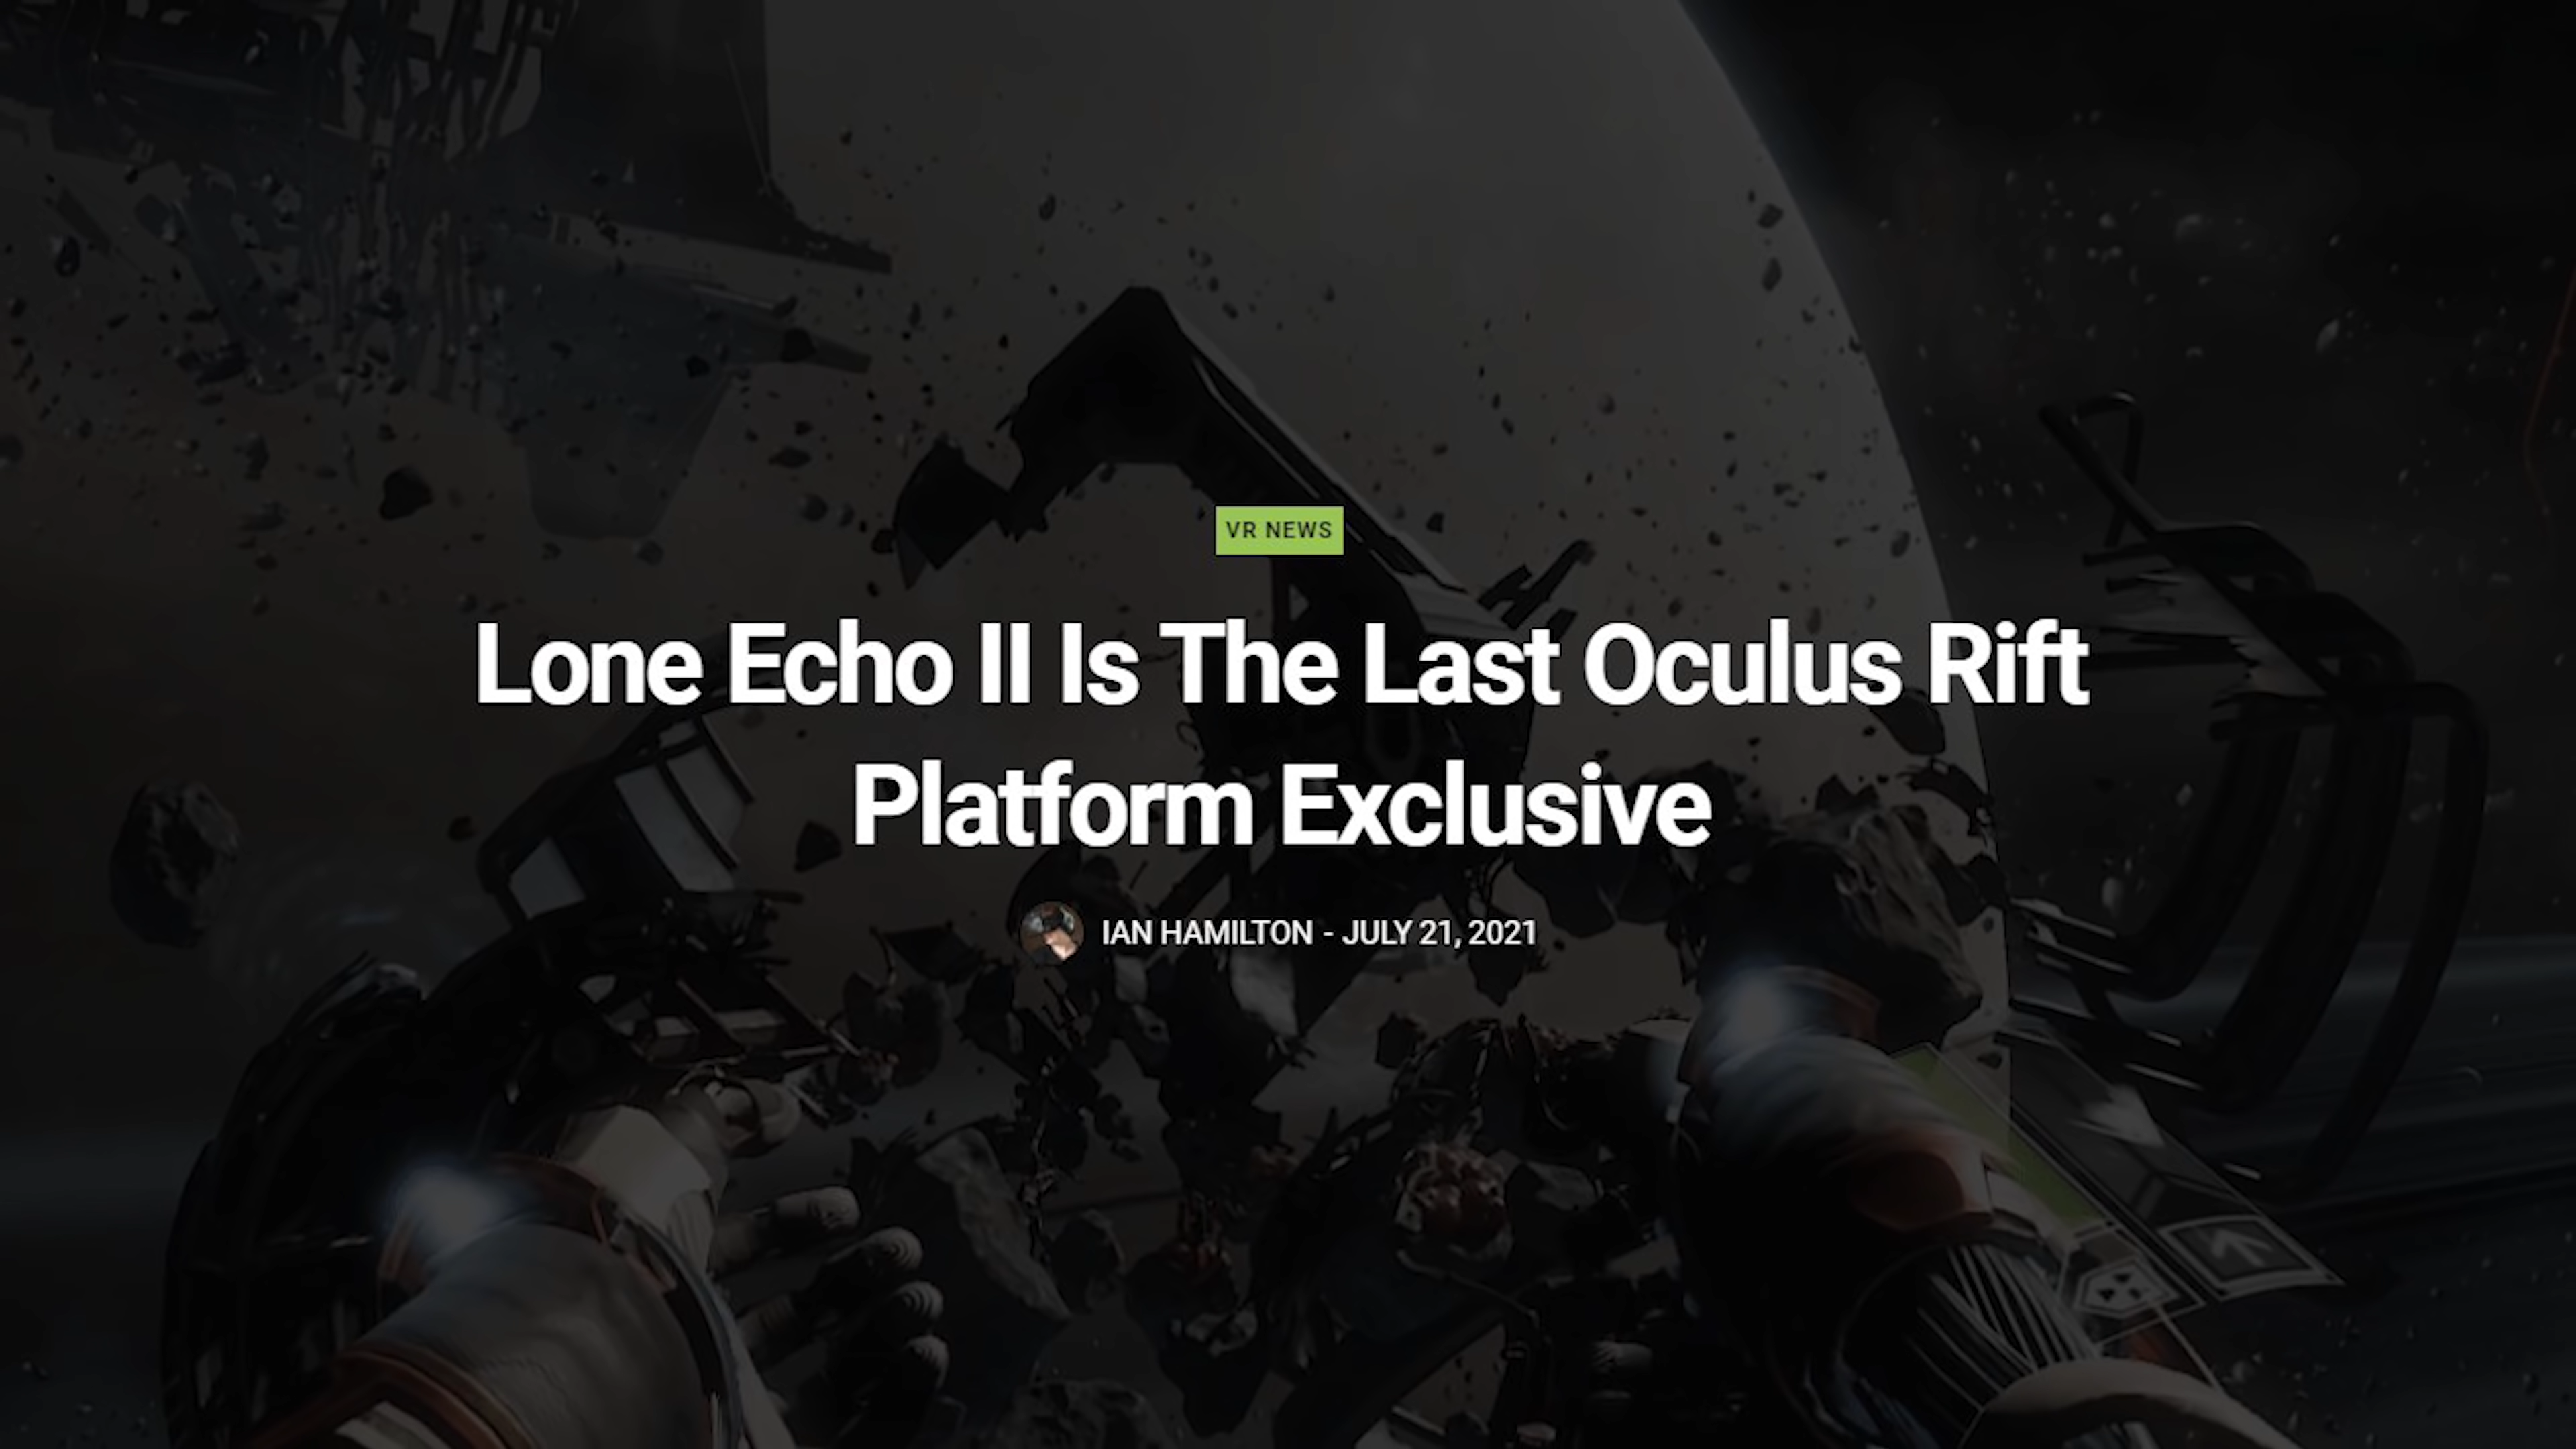 VR NEWS
Lone Echo II Is The Last Oculus Rift
Platform Exclusive
IAN HAMILTON - JULY 21, 2021